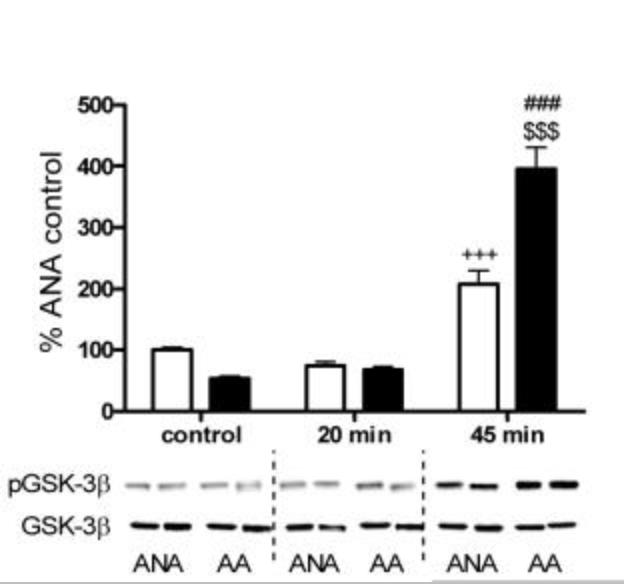 ###
500
$$$
400
% ANA control
300
+++
200
100
0
control 20 min 45 min
pGSK-3β
GSK-3β
ANA AA ANA AA ANA AA